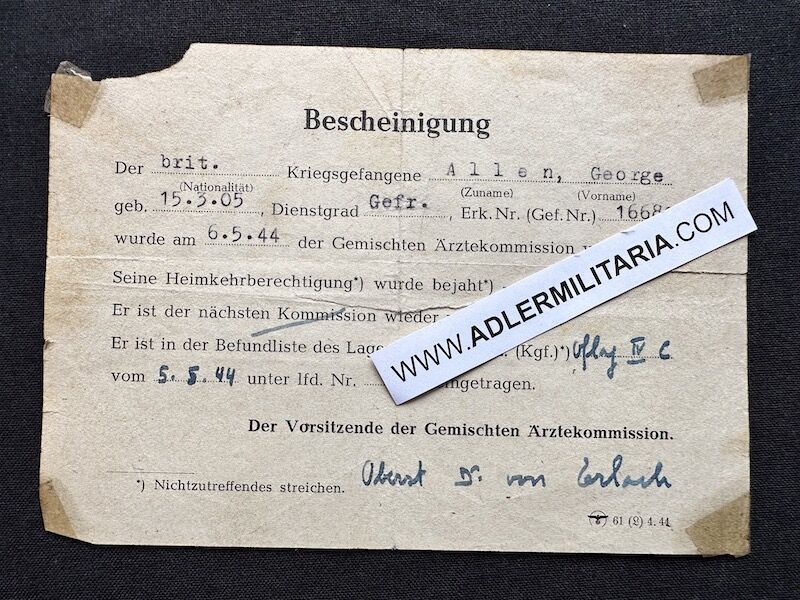 Bescheinigung
Der brit. Kriegsgefangene Allen, George
(Nationalität) (Zuname) (Vorname)
geb. 15.3.05, Dienstgrad Gefr., Erk. Nr. (Gef. Nr.) 1668
wurde am 6.5.44 der Gemischten Ärztekommission
Seine Heimkehrberechtigung*) wurde bejaht*)
Er ist der nächsten Kommission wieder
Er ist in der Befundliste des (Kgf.)*) Oflag IV C
vom 5.5.44 unter lfd. Nr. eingetragen.
WWW.ADLERMILITARIA.COM
Der Vorsitzende der Gemischten Ärztekommission.
*) Nichtzutreffendes streichen. Oberst Dr. von Erlach
61 (2) 4. 44